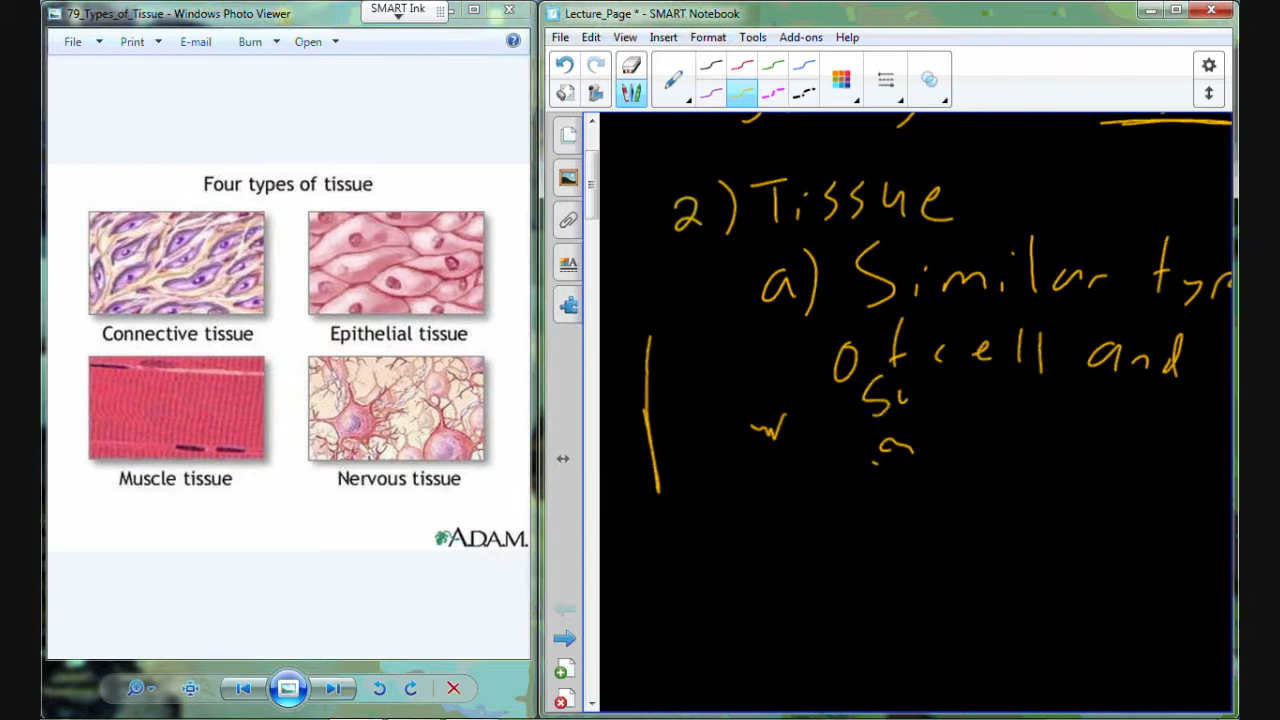 79_Types_of_Tissue - Windows Photo Viewer
SMART Ink
File Print E-mail Burn Open
Four types of tissue
Connective tissue Epithelial tissue
Muscle tissue Nervous tissue
A.D.A.M.
Lecture_Page * - SMART Notebook
File Edit View Insert Format Tools Add-ons Help
2) Tissue
a) Similar typ
of cell and